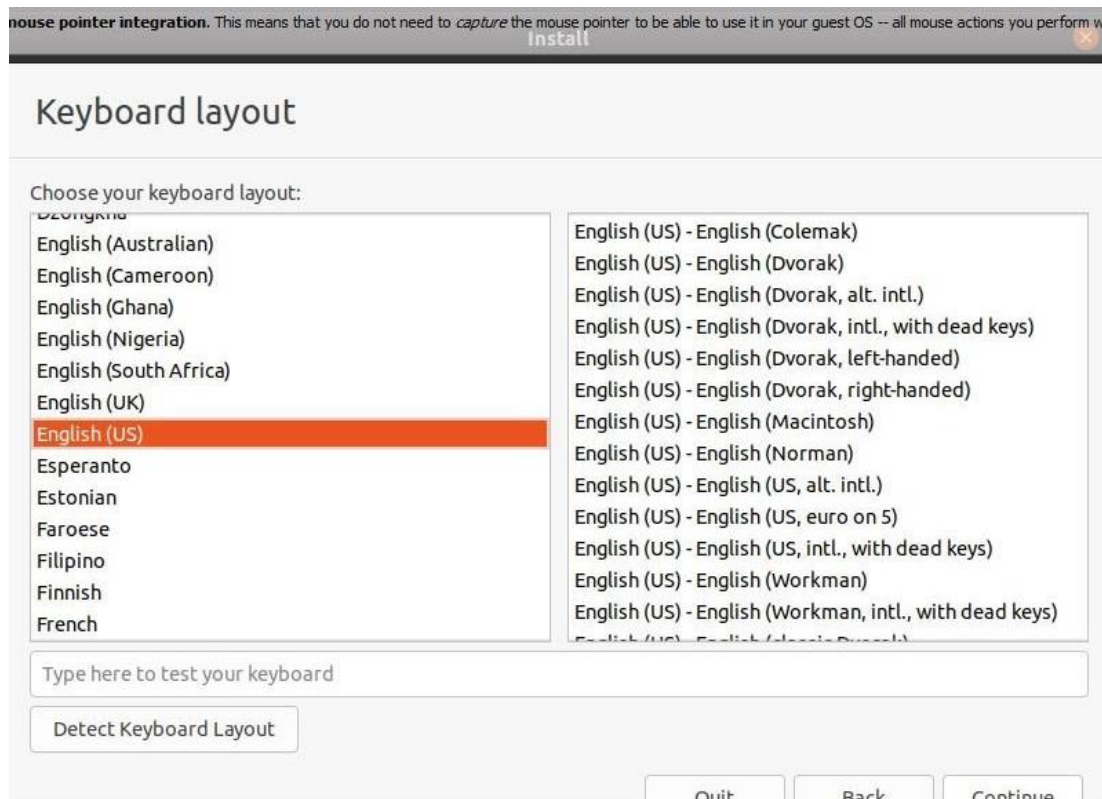 mouse pointer integration. This means that you do not need to capture the mouse pointer to be able to use it in your guest OS -- all mouse actions you perform
Install
Keyboard layout
Choose your keyboard layout:
Dzongkha
English (Australian)
English (Cameroon)
English (Ghana)
English (Nigeria)
English (South Africa)
English (UK)
English (US)
Esperanto
Estonian
Faroese
Filipino
Finnish
French
English (US) - English (Colemak)
English (US) - English (Dvorak)
English (US) - English (Dvorak, alt. intl.)
English (US) - English (Dvorak, intl., with dead keys)
English (US) - English (Dvorak, left-handed)
English (US) - English (Dvorak, right-handed)
English (US) - English (Macintosh)
English (US) - English (Norman)
English (US) - English (US, alt. intl.)
English (US) - English (US, euro on 5)
English (US) - English (US, intl., with dead keys)
English (US) - English (Workman)
English (US) - English (Workman, intl., with dead keys)
English (US) - English (classic Dvorak)
Type here to test your keyboard
Detect Keyboard Layout
Quit
Back
Continue